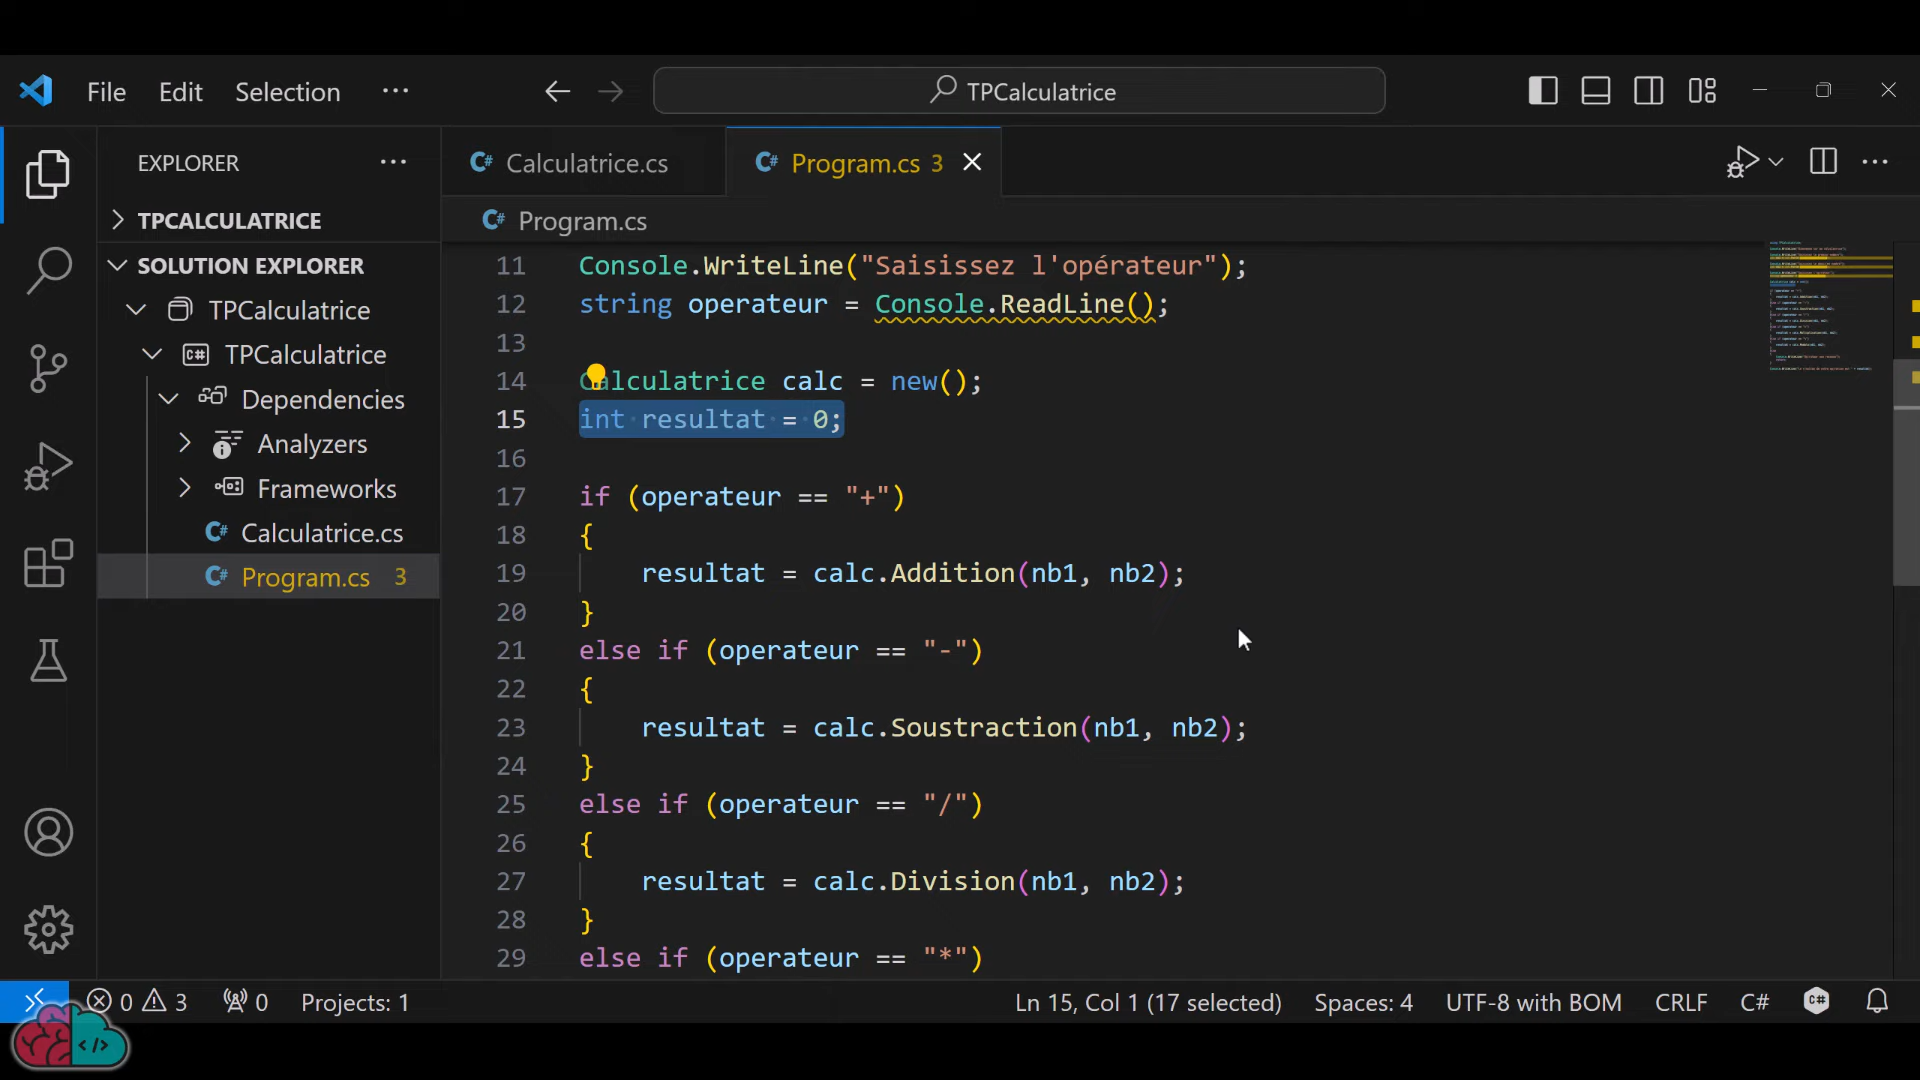 File Edit Selection ··· TPCalculatrice
EXPLORER ···
TPCALCULATRICE
SOLUTION EXPLORER
TPCalculatrice
TPCalculatrice
Dependencies
Analyzers
Frameworks
Calculatrice.cs
Program.cs 3
Calculatrice.cs Program.cs 3
Program.cs
11 Console.WriteLine("Saisissez l'opérateur");
12 string operateur = Console.ReadLine();
13
14 Calculatrice calc = new();
15 int resultat = 0;
16
17 if (operateur == "+")
18 {
19 resultat = calc.Addition(nb1, nb2);
20 }
21 else if (operateur == "-")
22 {
23 resultat = calc.Soustraction(nb1, nb2);
24 }
25 else if (operateur == "/")
26 {
27 resultat = calc.Division(nb1, nb2);
28 }
29 else if (operateur == "*")
0 3 0 Projects: 1 Ln 15, Col 1 (17 selected) Spaces: 4 UTF-8 with BOM CRLF C#